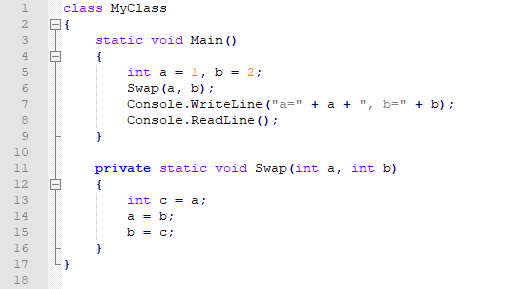 1 class MyClass
2 {
3 static void Main()
4 {
5 int a = 1, b = 2;
6 Swap(a, b);
7 Console.WriteLine("a=" + a + ", b=" + b);
8 Console.ReadLine();
9 }
10
11 private static void Swap(int a, int b)
12 {
13 int c = a;
14 a = b;
15 b = c;
16 }
17 }
18